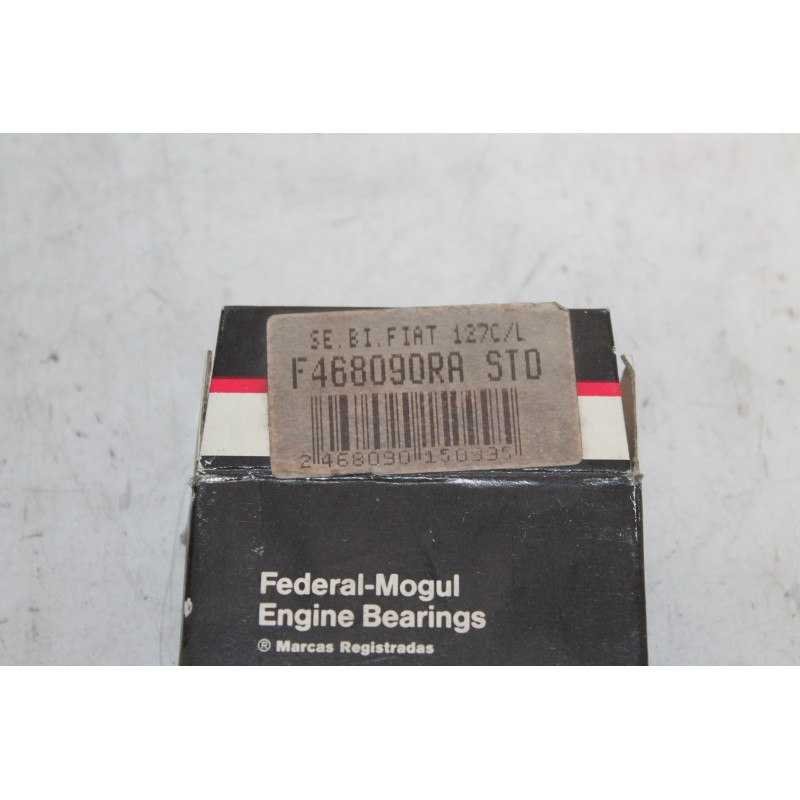 SE.BI.FIAT 127C/L
F468090RA STD
2 468090 150335
Federal-Mogul
Engine Bearings
® Marcas Registradas